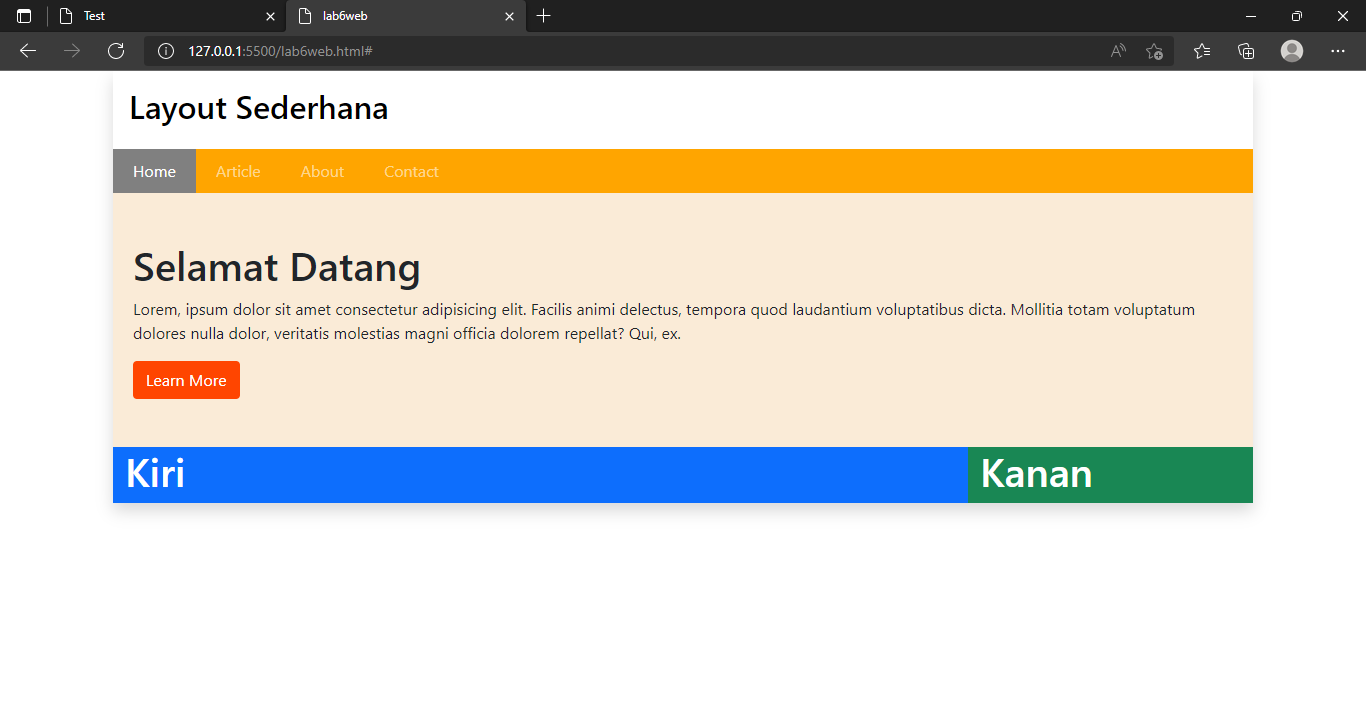 Test
lab6web
127.0.0.1:5500/lab6web.html#
Layout Sederhana
Home Article About Contact
Selamat Datang
Lorem, ipsum dolor sit amet consectetur adipisicing elit. Facilis animi delectus, tempora quod laudantium voluptatibus dicta. Mollitia totam voluptatum
dolores nulla dolor, veritatis molestias magni officia dolorem repellat? Qui, ex.
Learn More
Kiri
Kanan